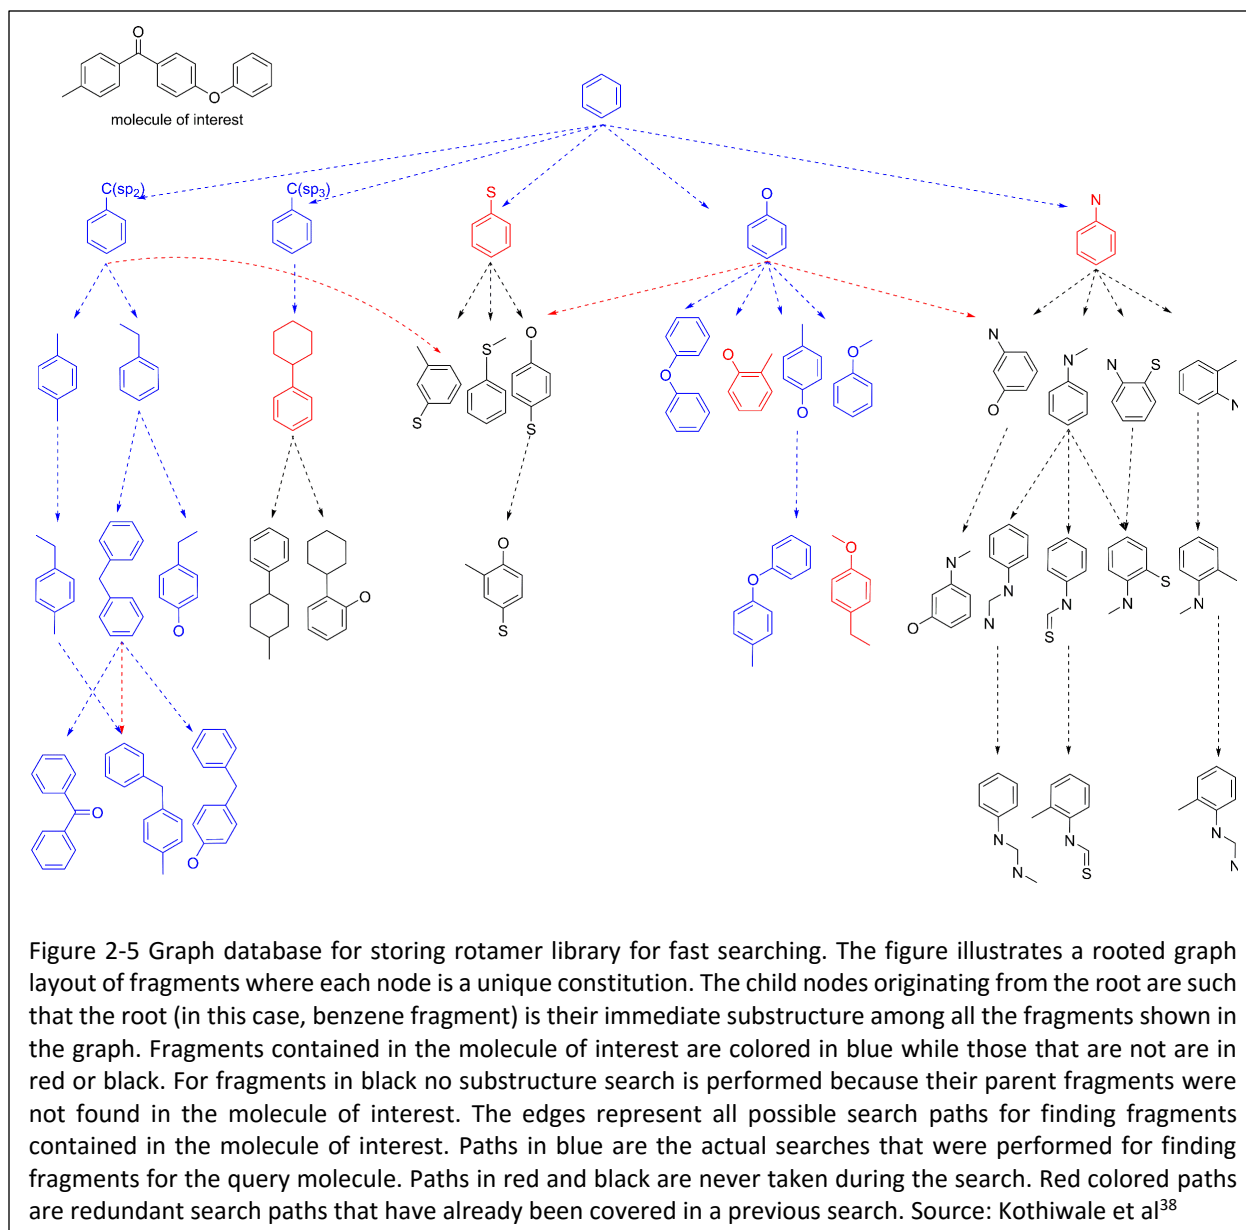 O
O
molecule of interest
C(sp2)
C(sp3)
S
O
N
S
S
O
S
O
O
O
O
N
O
N
N
S
N
O
O
S
O
O
O
N
O
N
N
N
S
N
S
N
O
O
N
N
N
S
N
N
Figure 2-5 Graph database for storing rotamer library for fast searching. The figure illustrates a rooted graph
layout of fragments where each node is a unique constitution. The child nodes originating from the root are such
that the root (in this case, benzene fragment) is their immediate substructure among all the fragments shown in
the graph. Fragments contained in the molecule of interest are colored in blue while those that are not are in
red or black. For fragments in black no substructure search is performed because their parent fragments were
not found in the molecule of interest. The edges represent all possible search paths for finding fragments
contained in the molecule of interest. Paths in blue are the actual searches that were performed for finding
fragments for the query molecule. Paths in red and black are never taken during the search. Red colored paths
are redundant search paths that have already been covered in a previous search. Source: Kothiwale et al38